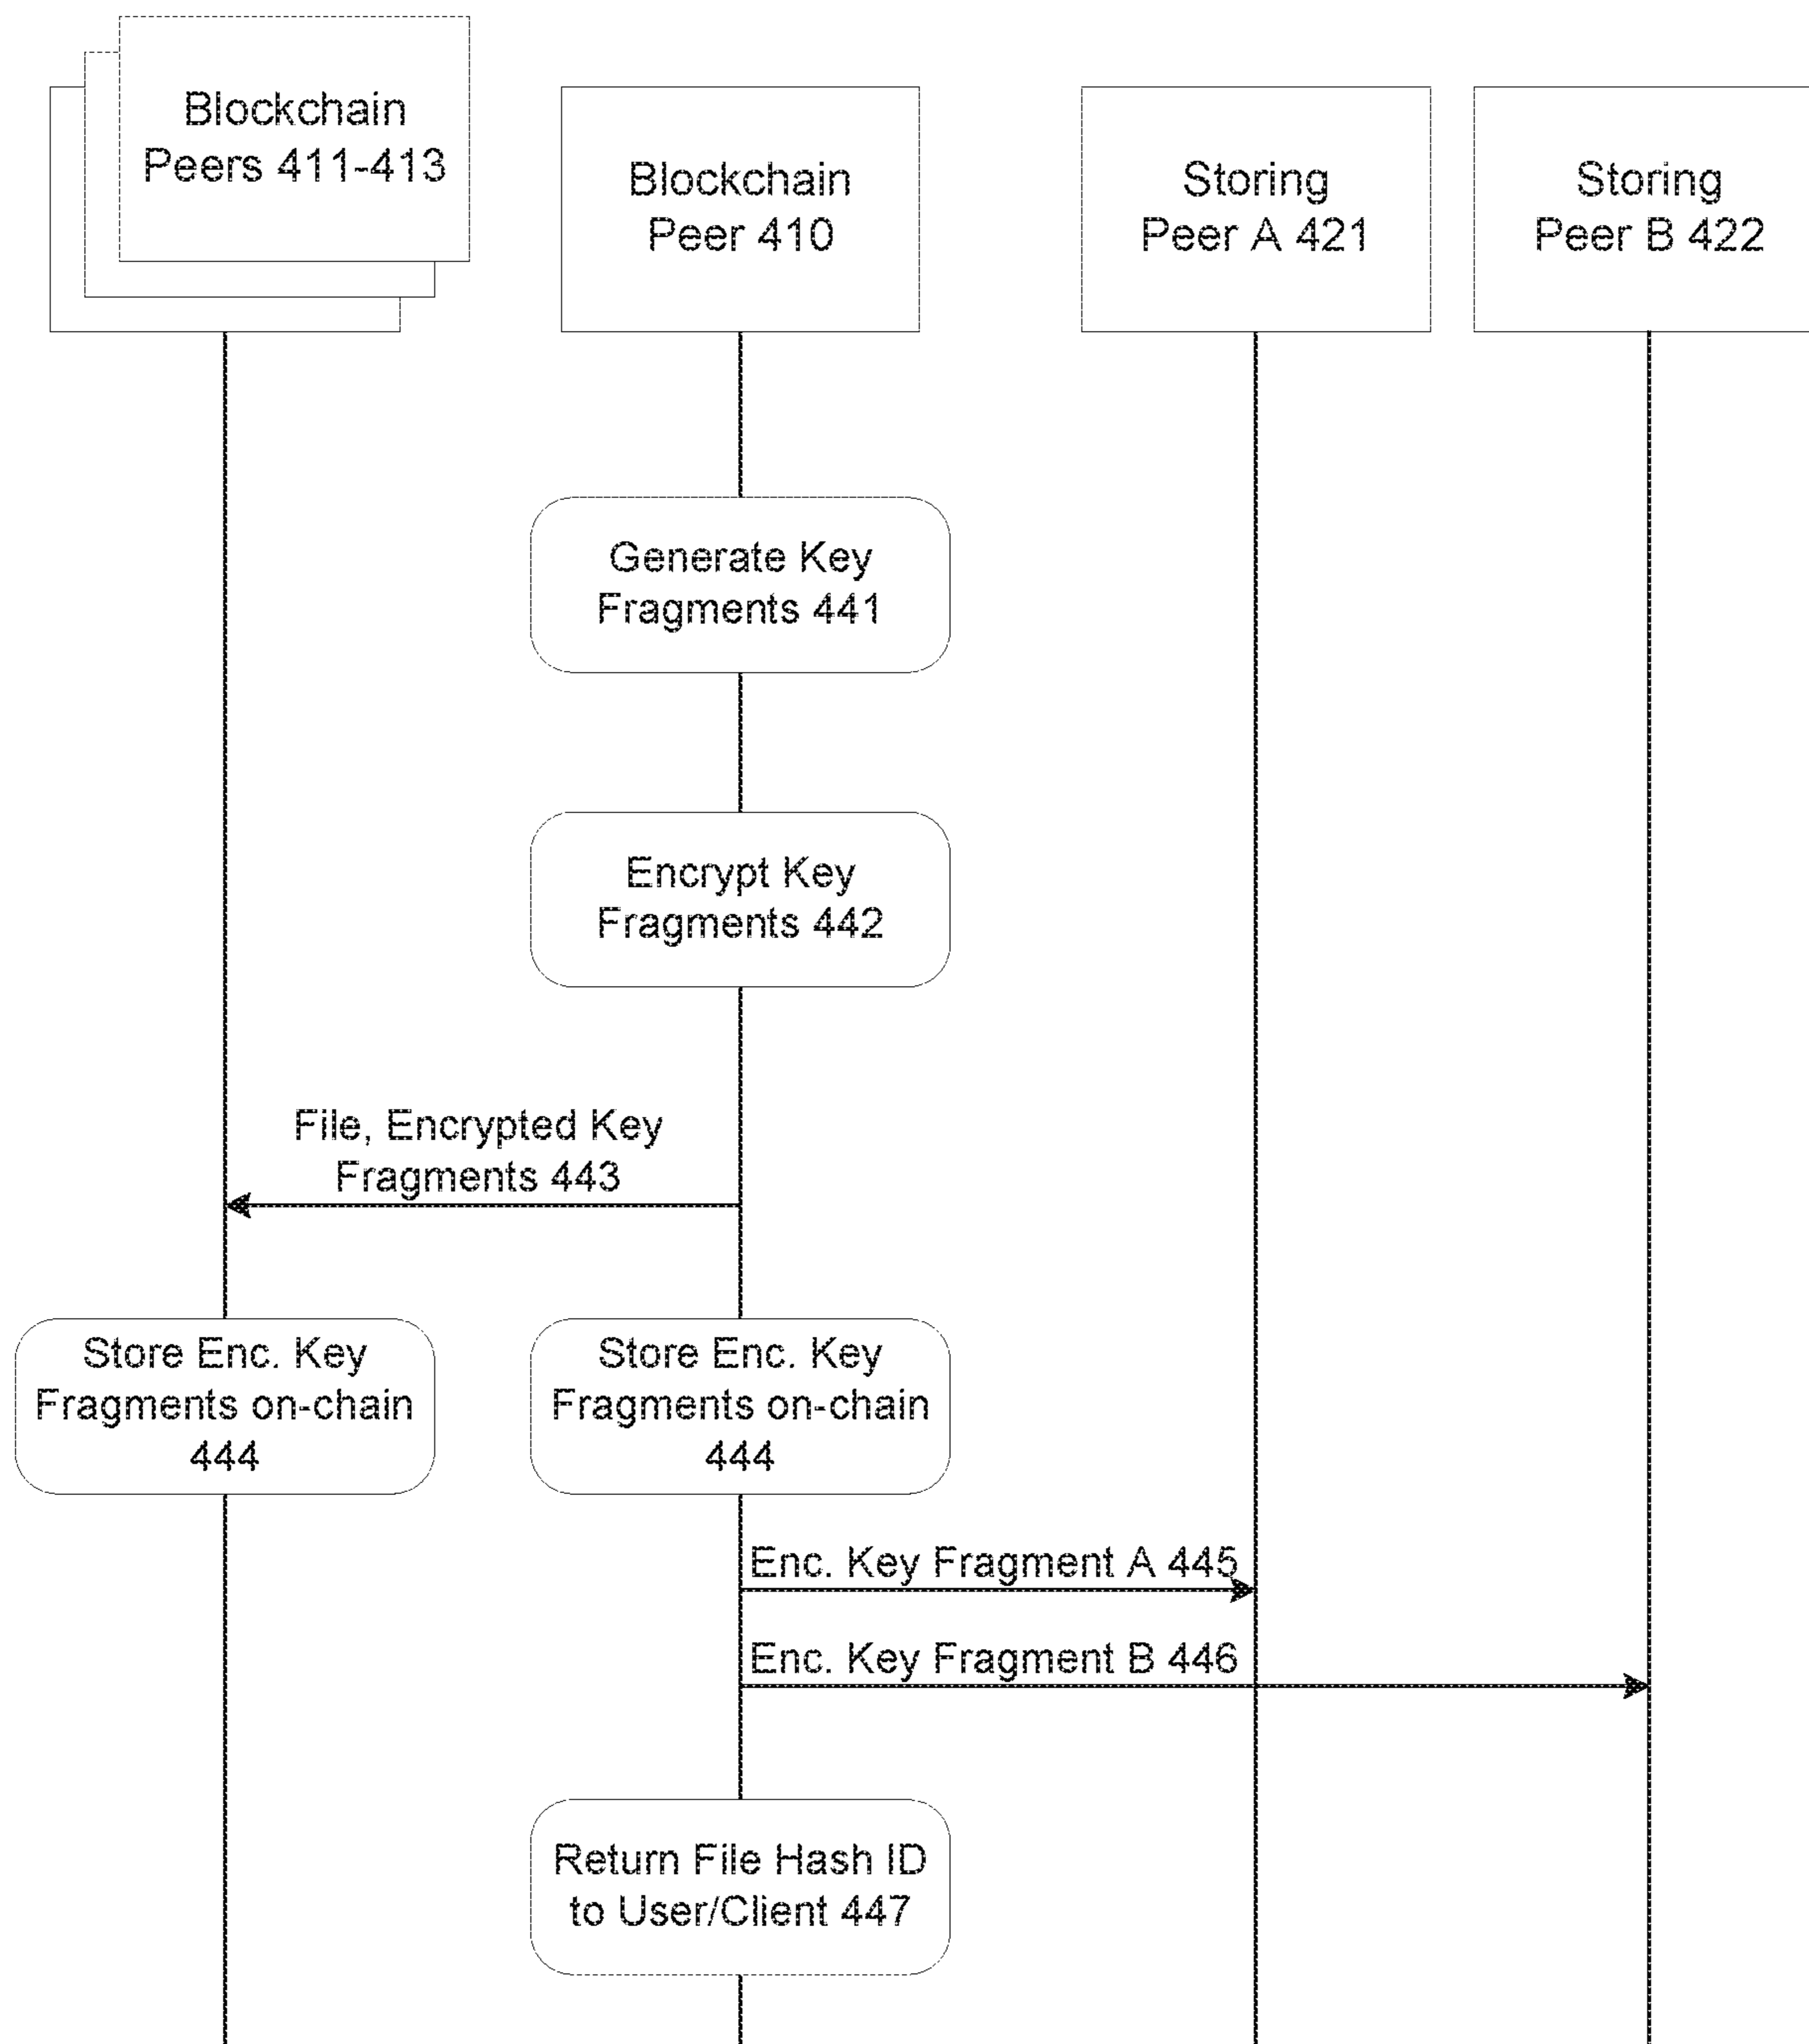 Blockchain
Peers 411-413
Blockchain
Peer 410
Storing
Peer A 421
Storing
Peer B 422
Generate Key
Fragments 441
Encrypt Key
Fragments 442
File, Encrypted Key
Fragments 443
Store Enc. Key
Fragments on-chain
444
Store Enc. Key
Fragments on-chain
444
Enc. Key Fragment A 445
Enc. Key Fragment B 446
Return File Hash ID
to User/Client 447